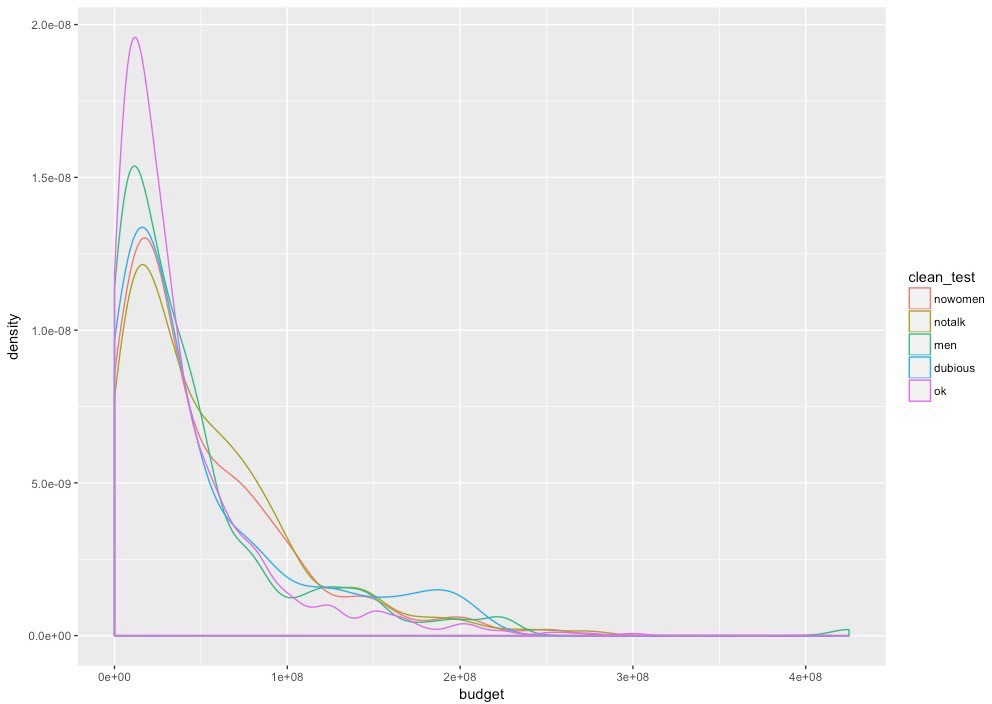 2.0e-08
1.5e-08
1.0e-08
5.0e-09
0.0e+00
density
0e+00 1e+08 2e+08 3e+08 4e+08
budget
clean_test
nowomen
notalk
men
dubious
ok